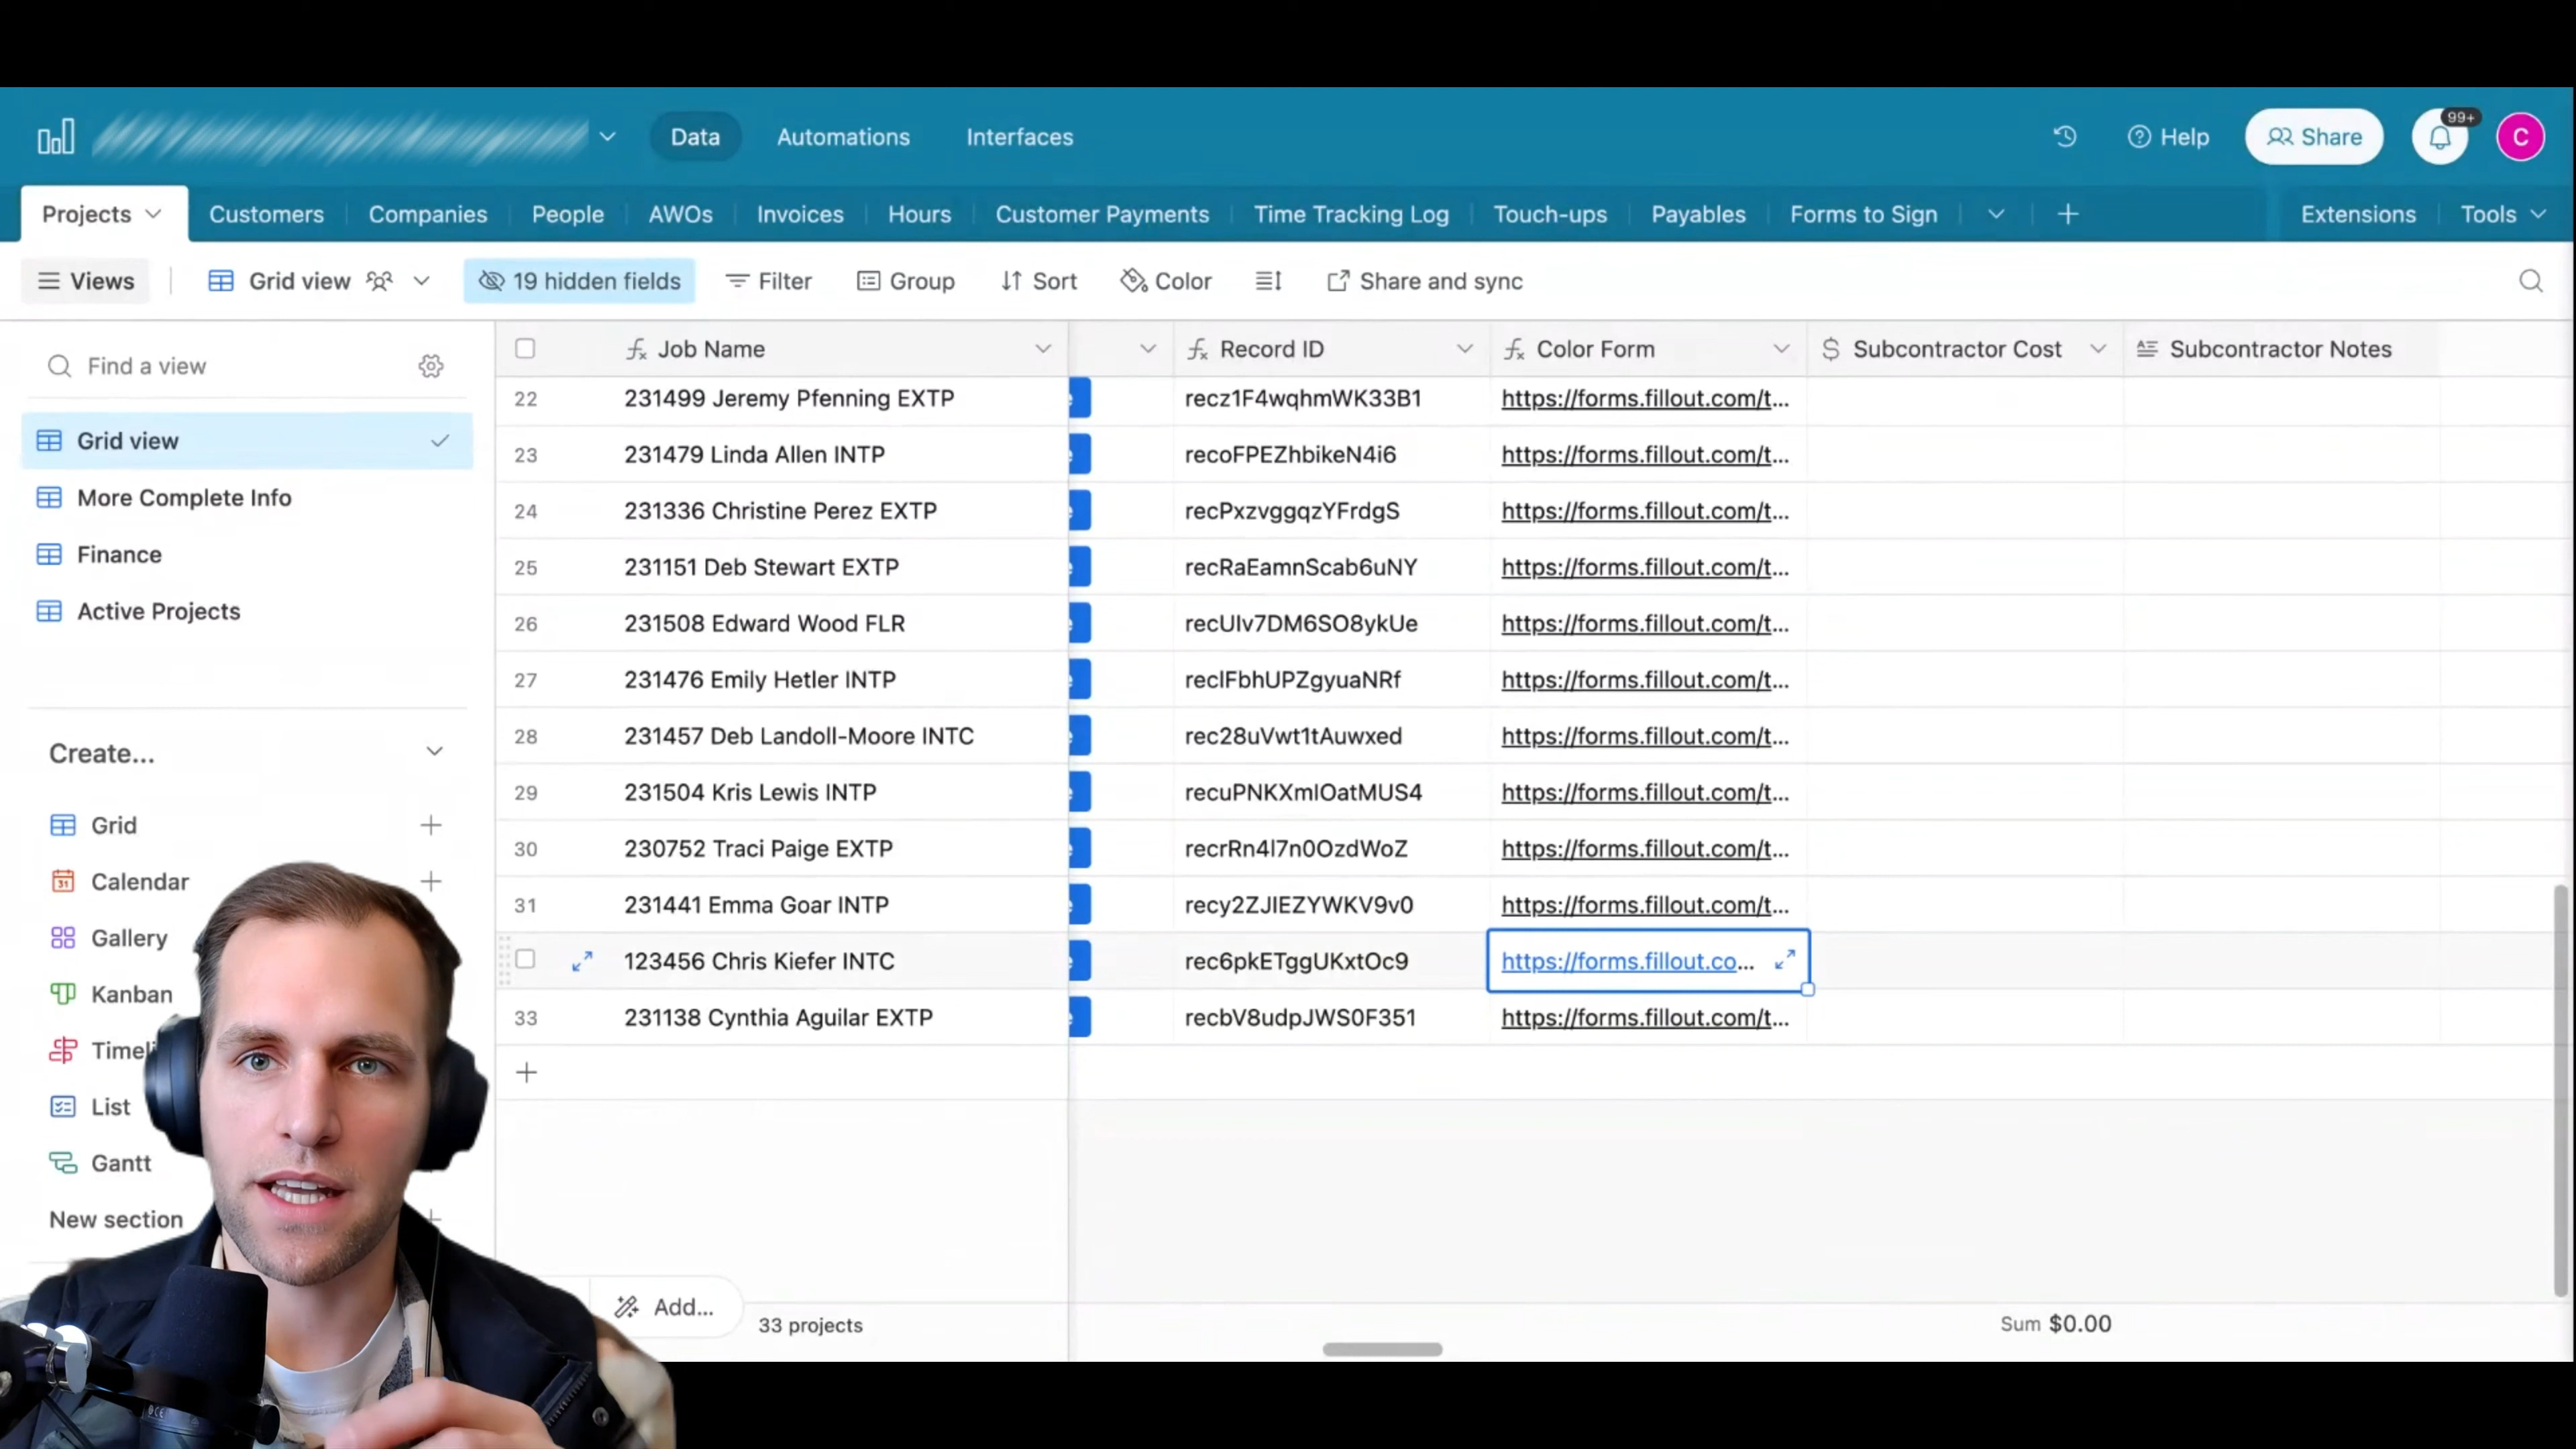 Data Automations Interfaces Help Share 99+ C
Projects Customers Companies People AWOs Invoices Hours Customer Payments Time Tracking Log Touch-ups Payables Forms to Sign Extensions Tools
Views Grid view 19 hidden fields Filter Group Sort Color Share and sync
Find a view
Grid view
More Complete Info
Finance
Active Projects
Create...
Grid
Calendar
Gallery
Kanban
Timeli
List
Gantt
New section
Job Name Record ID Color Form Subcontractor Cost Subcontractor Notes
22 231499 Jeremy Pfenning EXTP recz1F4wqhmWK33B1 https://forms.fillout.com/t...
23 231479 Linda Allen INTP recoFPEZhbikeN4i6 https://forms.fillout.com/t...
24 231336 Christine Perez EXTP recPxzvggqzYFrdgS https://forms.fillout.com/t...
25 231151 Deb Stewart EXTP recRaEamnScab6uNY https://forms.fillout.com/t...
26 231508 Edward Wood FLR recUIv7DM6SO8ykUe https://forms.fillout.com/t...
27 231476 Emily Hetler INTP reclFbhUPZgyuaNRf https://forms.fillout.com/t...
28 231457 Deb Landoll-Moore INTC rec28uVwt1tAuwxed https://forms.fillout.com/t...
29 231504 Kris Lewis INTP recuPNKXmIOatMUS4 https://forms.fillout.com/t...
30 230752 Traci Paige EXTP recrRn4l7n0OzdWoZ https://forms.fillout.com/t...
31 231441 Emma Goar INTP recy2ZJIEZYWKV9v0 https://forms.fillout.com/t...
123456 Chris Kiefer INTC rec6pkETggUKxtOc9 https://forms.fillout.co...
33 231138 Cynthia Aguilar EXTP recbV8udpJWS0F351 https://forms.fillout.com/t...
Add...
33 projects
Sum $0.00